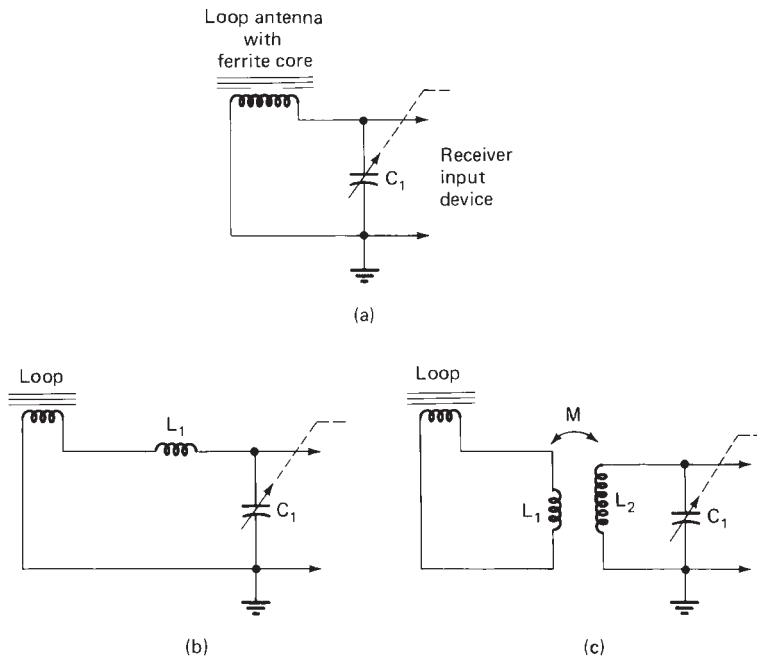 Loop antenna
with
ferrite core
Receiver
input
device
C₁
(a)
Loop
L₁
C₁
(b)
Loop
M
L₁
L₂
C₁
(c)